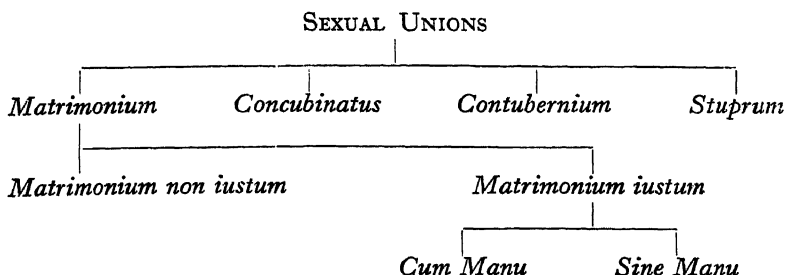 SEXUAL UNIONS
Matrimonium Concubinatus Contubernium Stuprum
Matrimonium non iustum Matrimonium iustum
Cum Manu Sine Manu